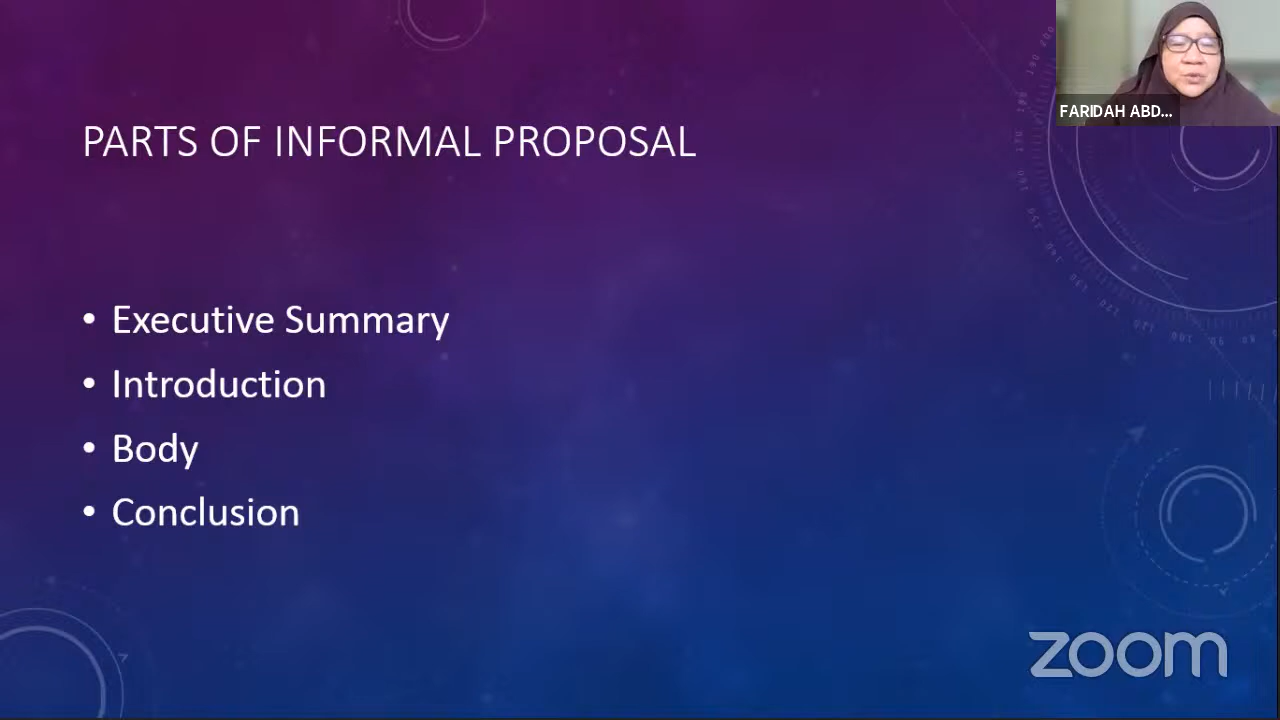 PARTS OF INFORMAL PROPOSAL
• Executive Summary
• Introduction
• Body
• Conclusion
FARIDAH ABD...
zoom